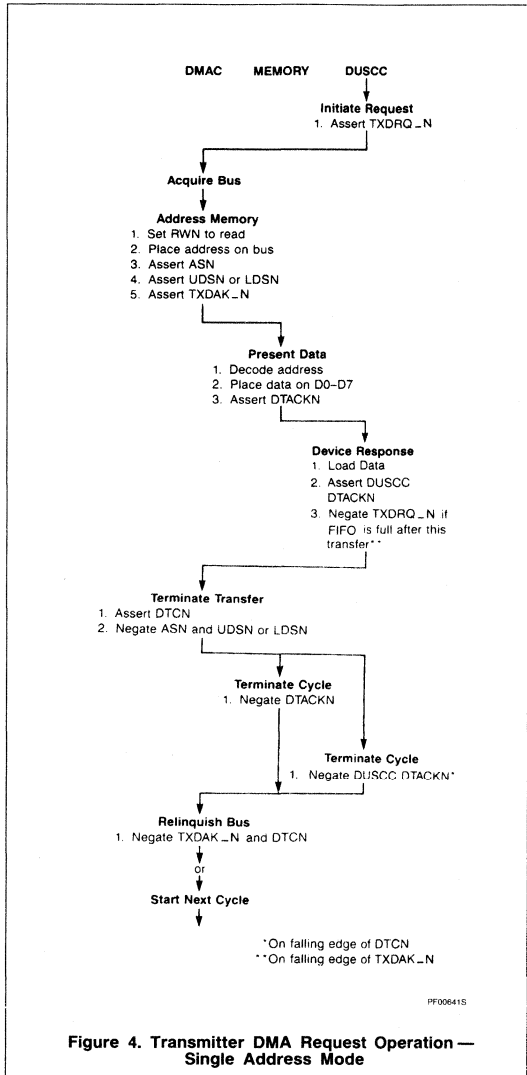 DMAC MEMORY DUSCC
Initiate Request
1. Assert TXDRQ_N
Acquire Bus
Address Memory
1. Set RWN to read
2. Place address on bus
3. Assert ASN
4. Assert UDSN or LDSN
5. Assert TXDAK_N
Present Data
1. Decode address
2. Place data on D0–D7
3. Assert DTACKN
Device Response
1. Load Data
2. Assert DUSCC
DTACKN
3. Negate TXDRQ_N if
FIFO is full after this
transfer**
Terminate Transfer
1. Assert DTCN
2. Negate ASN and UDSN or LDSN
Terminate Cycle
1. Negate DTACKN
Terminate Cycle
1. Negate DUSCC DTACKN*
Relinquish Bus
1. Negate TXDAK_N and DTCN
or
Start Next Cycle
*On falling edge of DTCN
**On falling edge of TXDAK_N
PF00641S
Figure 4. Transmitter DMA Request Operation—
Single Address Mode